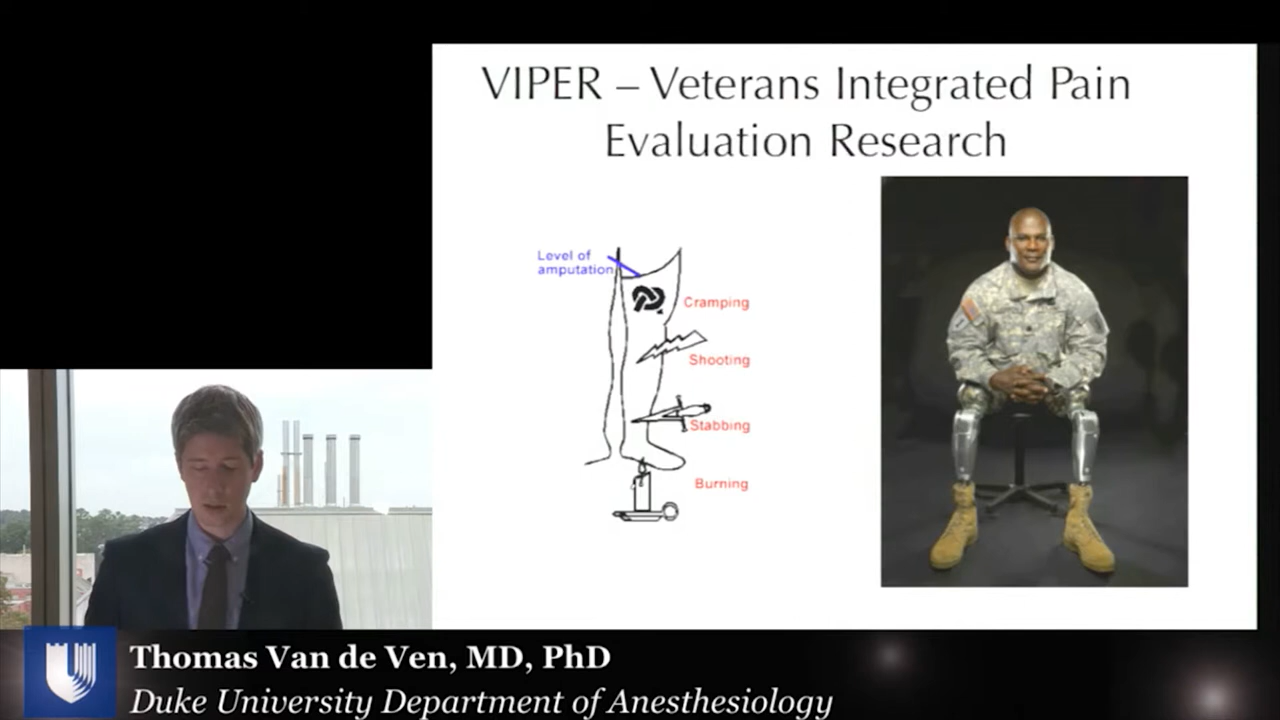 VIPER – Veterans Integrated Pain
Evaluation Research
Level of
amputation
Cramping
Shooting
Stabbing
Burning
Thomas Van de Ven, MD, PhD
Duke University Department of Anesthesiology